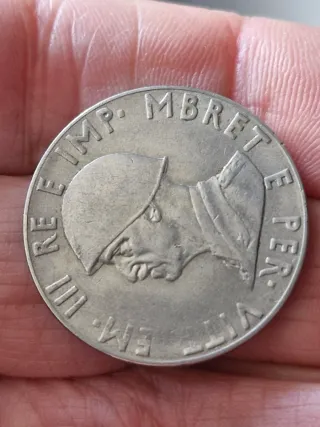 VITT. EM. III RE E IMP. MBRET E PER.